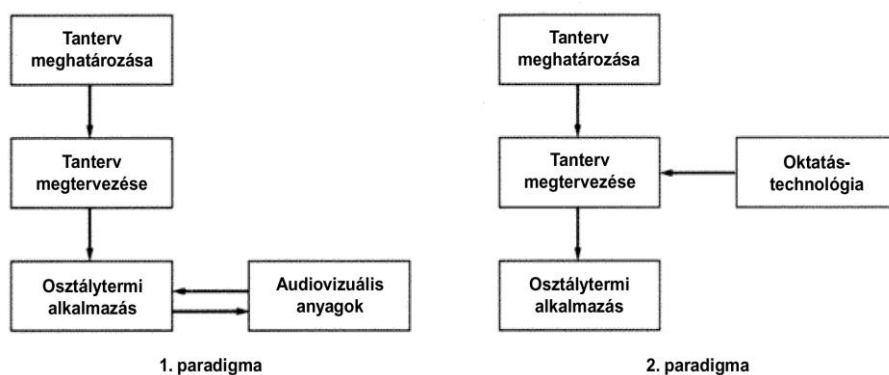 Tanterv
meghatározása
Tanterv
megtervezése
Osztálytermi
alkalmazás
Audiovizuális
anyagok
1. paradigma
Tanterv
meghatározása
Tanterv
megtervezése
Oktatás-
technológia
Osztálytermi
alkalmazás
2. paradigma